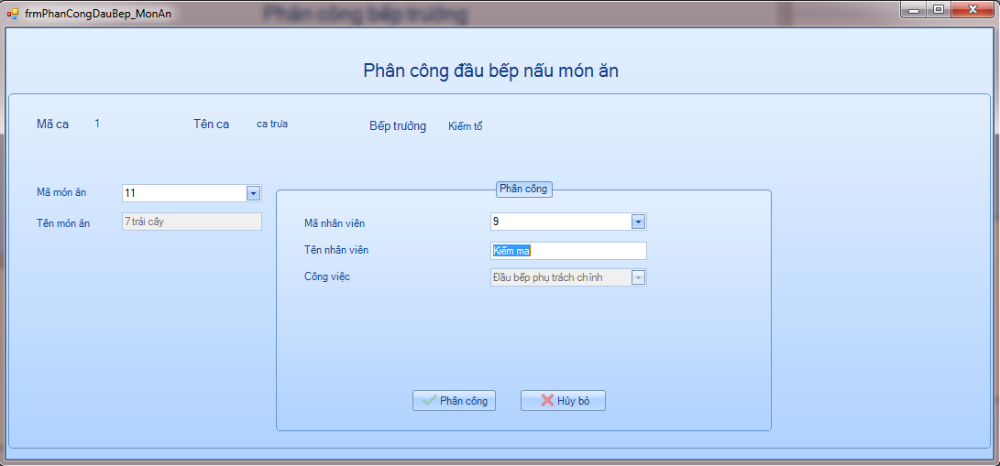 frmPhanCongDauBep_MonAn
Phân công bếp trưởng
Phân công đầu bếp nấu món ăn
Mã ca 1 Tên ca ca trưa Bếp trưởng Kiếm tổ
Mã món ăn 11
Tên món ăn 7 trái cây
Phân công
Mã nhân viên 9
Tên nhân viên Kiếm ma
Công việc Đầu bếp phụ trách chính
Phân công Hủy bỏ